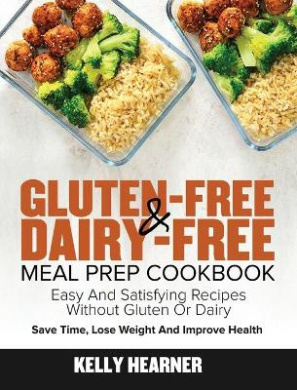 GLUTEN-FREE
&
DAIRY-FREE
MEAL PREP COOKBOOK
Easy And Satisfying Recipes
Without Gluten Or Dairy
Save Time, Lose Weight And Improve Health
KELLY HEARNER